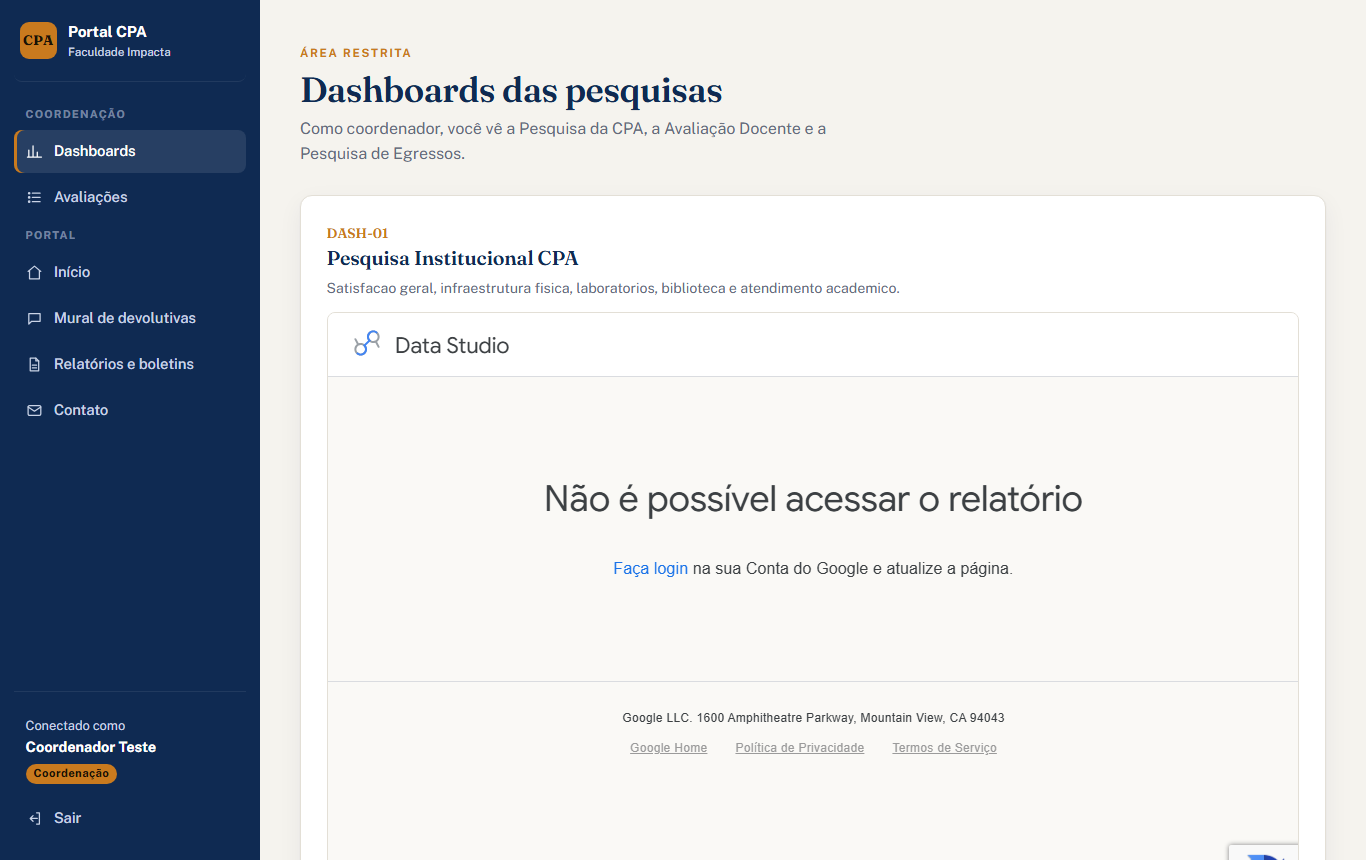 CPA
Portal CPA
Faculdade Impacta
COORDENAÇÃO
Dashboards
Avaliações
PORTAL
Início
Mural de devolutivas
Relatórios e boletins
Contato
Conectado como
Coordenador Teste
Coordenação
Sair
ÁREA RESTRITA
Dashboards das pesquisas
Como coordenador, você vê a Pesquisa da CPA, a Avaliação Docente e a
Pesquisa de Egressos.
DASH-01
Pesquisa Institucional CPA
Satisfacao geral, infraestrutura fisica, laboratorios, biblioteca e atendimento academico.
Data Studio
Não é possível acessar o relatório
Faça login na sua Conta do Google e atualize a página.
Google LLC. 1600 Amphitheatre Parkway, Mountain View, CA 94043
Google Home Política de Privacidade Termos de Serviço